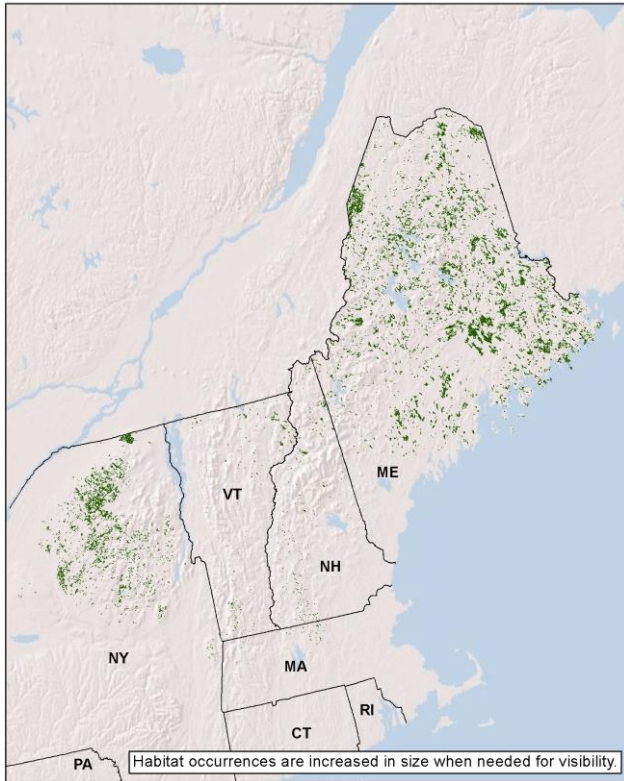 ME
VT
NH
NY
MA
RI
CT
PA
Habitat occurrences are increased in size when needed for visibility.